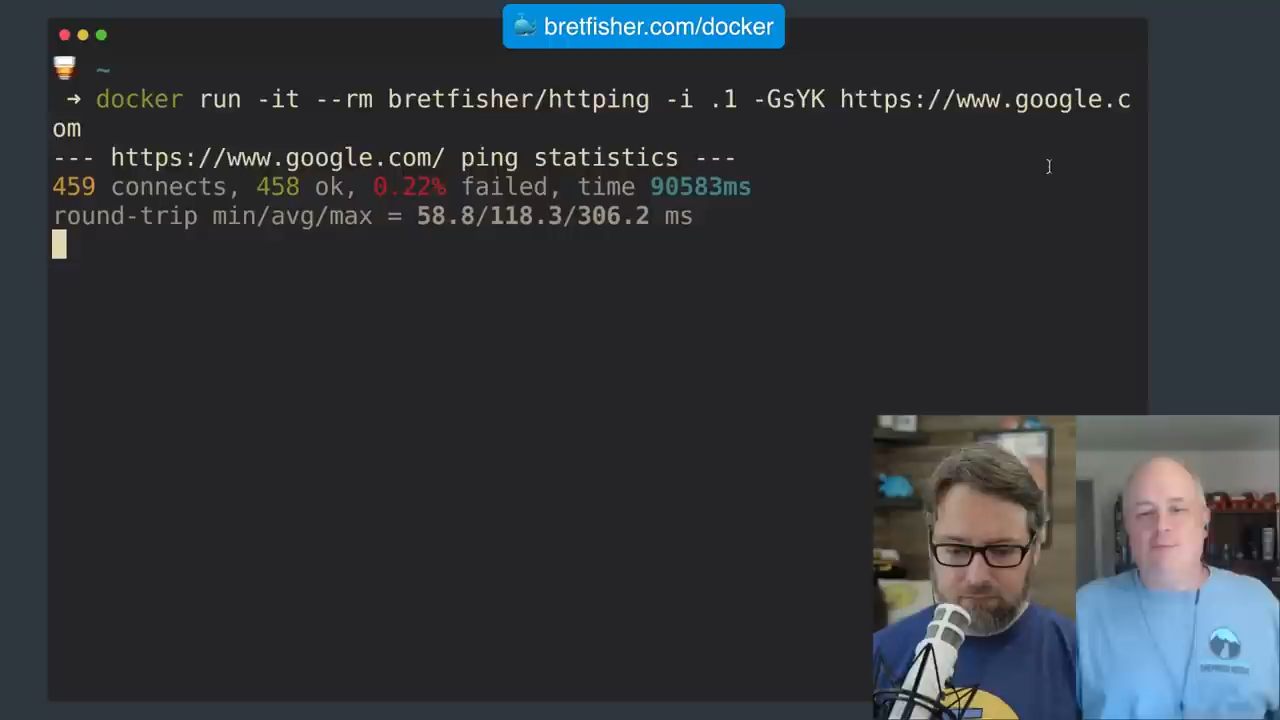 bretfisher.com/docker
~
➜ docker run -it --rm bretfisher/httping -i .1 -GsYK https://www.google.c
om
--- https://www.google.com/ ping statistics ---
459 connects, 458 ok, 0.22% failed, time 90583ms
round-trip min/avg/max = 58.8/118.3/306.2 ms